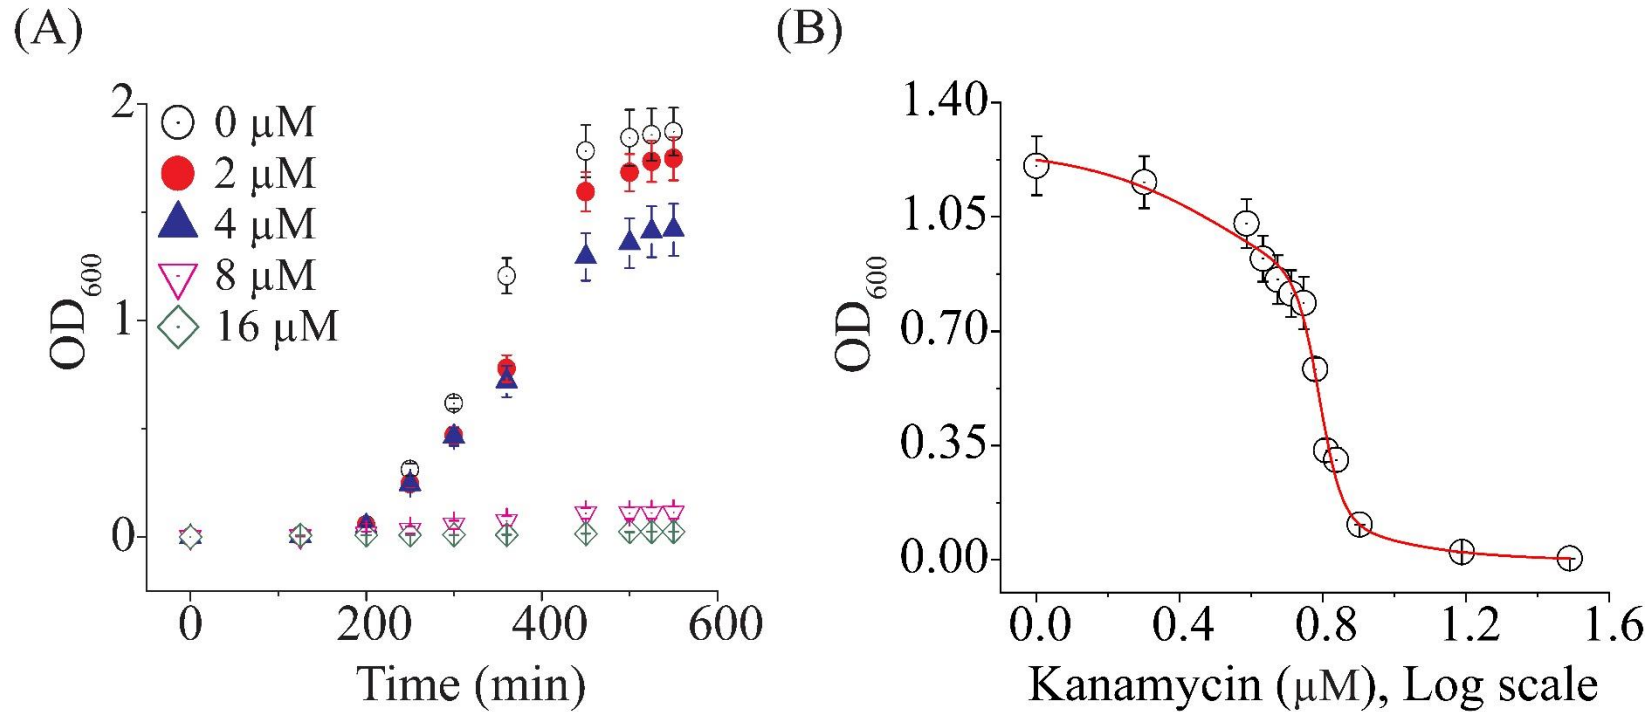 (A)
OD600
2
1
0
0 µM
2 µM
4 µM
8 µM
16 µM
0
200
400
600
Time (min)
(B)
OD600
1.40
1.05
0.70
0.35
0.00
0.0
0.4
0.8
1.2
1.6
Kanamycin (µM), Log scale